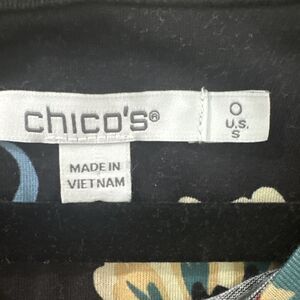 chico's®
0
U.S.
S
MADE IN
VIETNAM